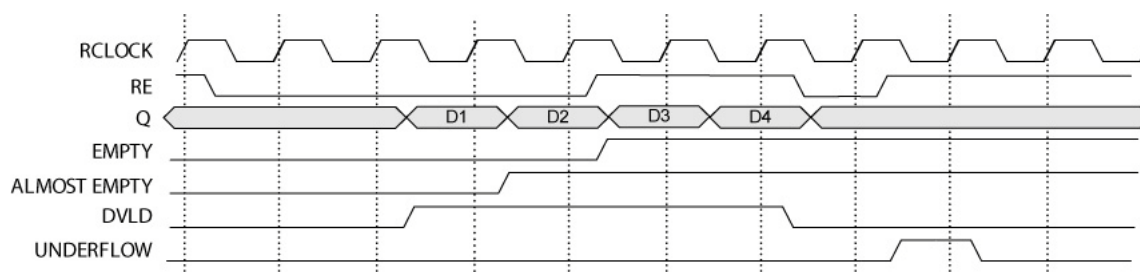 RCLOCK
RE
Q D1 D2 D3 D4
EMPTY
ALMOST EMPTY
DVLD
UNDERFLOW